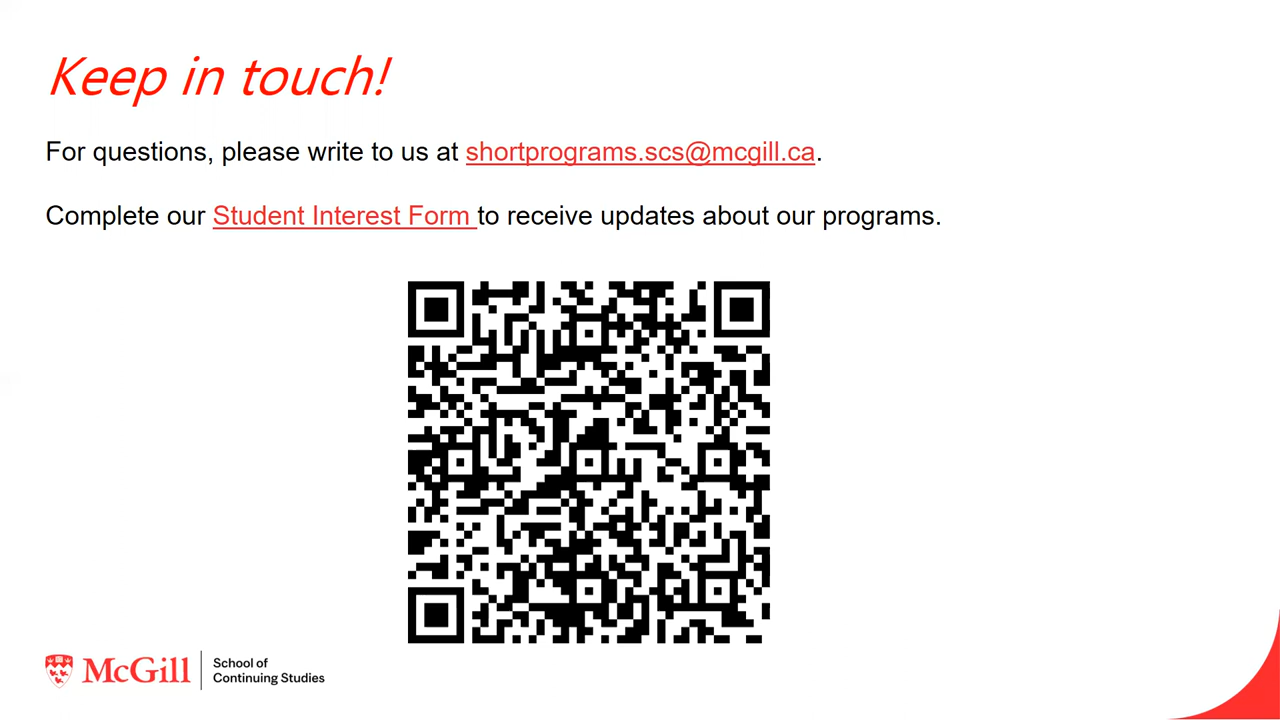 Keep in touch!
For questions, please write to us at shortprograms.scs@mcgill.ca.
Complete our Student Interest Form to receive updates about our programs.
McGill
School of
Continuing Studies